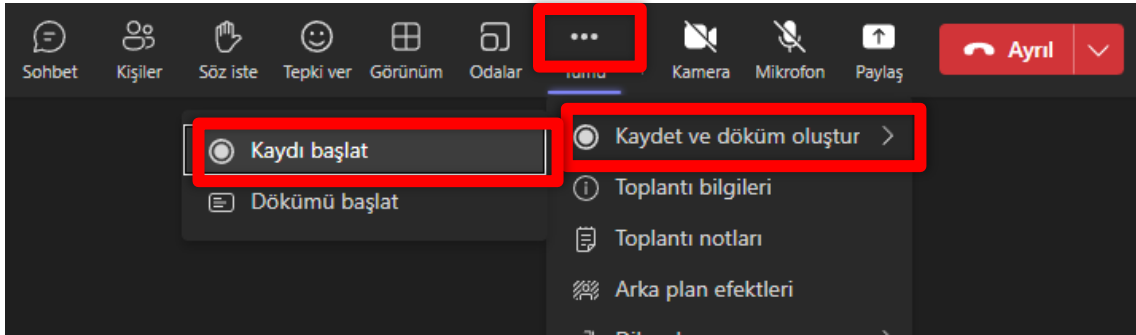 Sohbet Kişiler Söz iste Tepki ver Görünüm Odalar Tümü Kamera Mikrofon Paylaş Ayrıl
Kaydet ve döküm oluştur
Kaydı başlat
Toplantı bilgileri
Dökümü başlat
Toplantı notları
Arka plan efektleri